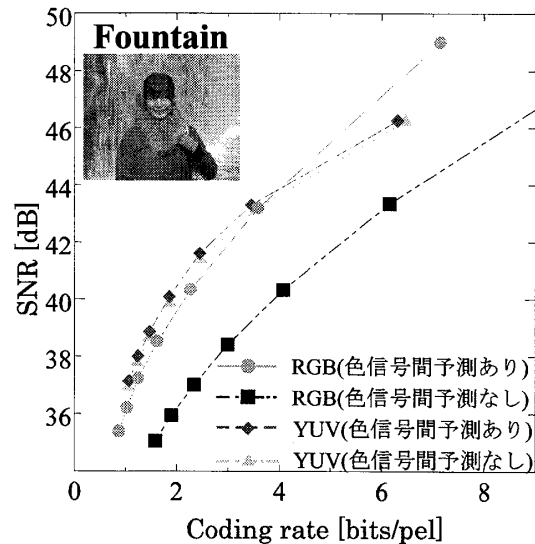 Fountain
50
48
46
44
42
40
38
36
SNR [dB]
RGB(色信号間予測あり)
RGB(色信号間予測なし)
YUV(色信号間予測あり)
YUV(色信号間予測なし)
0 2 4 6 8
Coding rate [bits/pel]